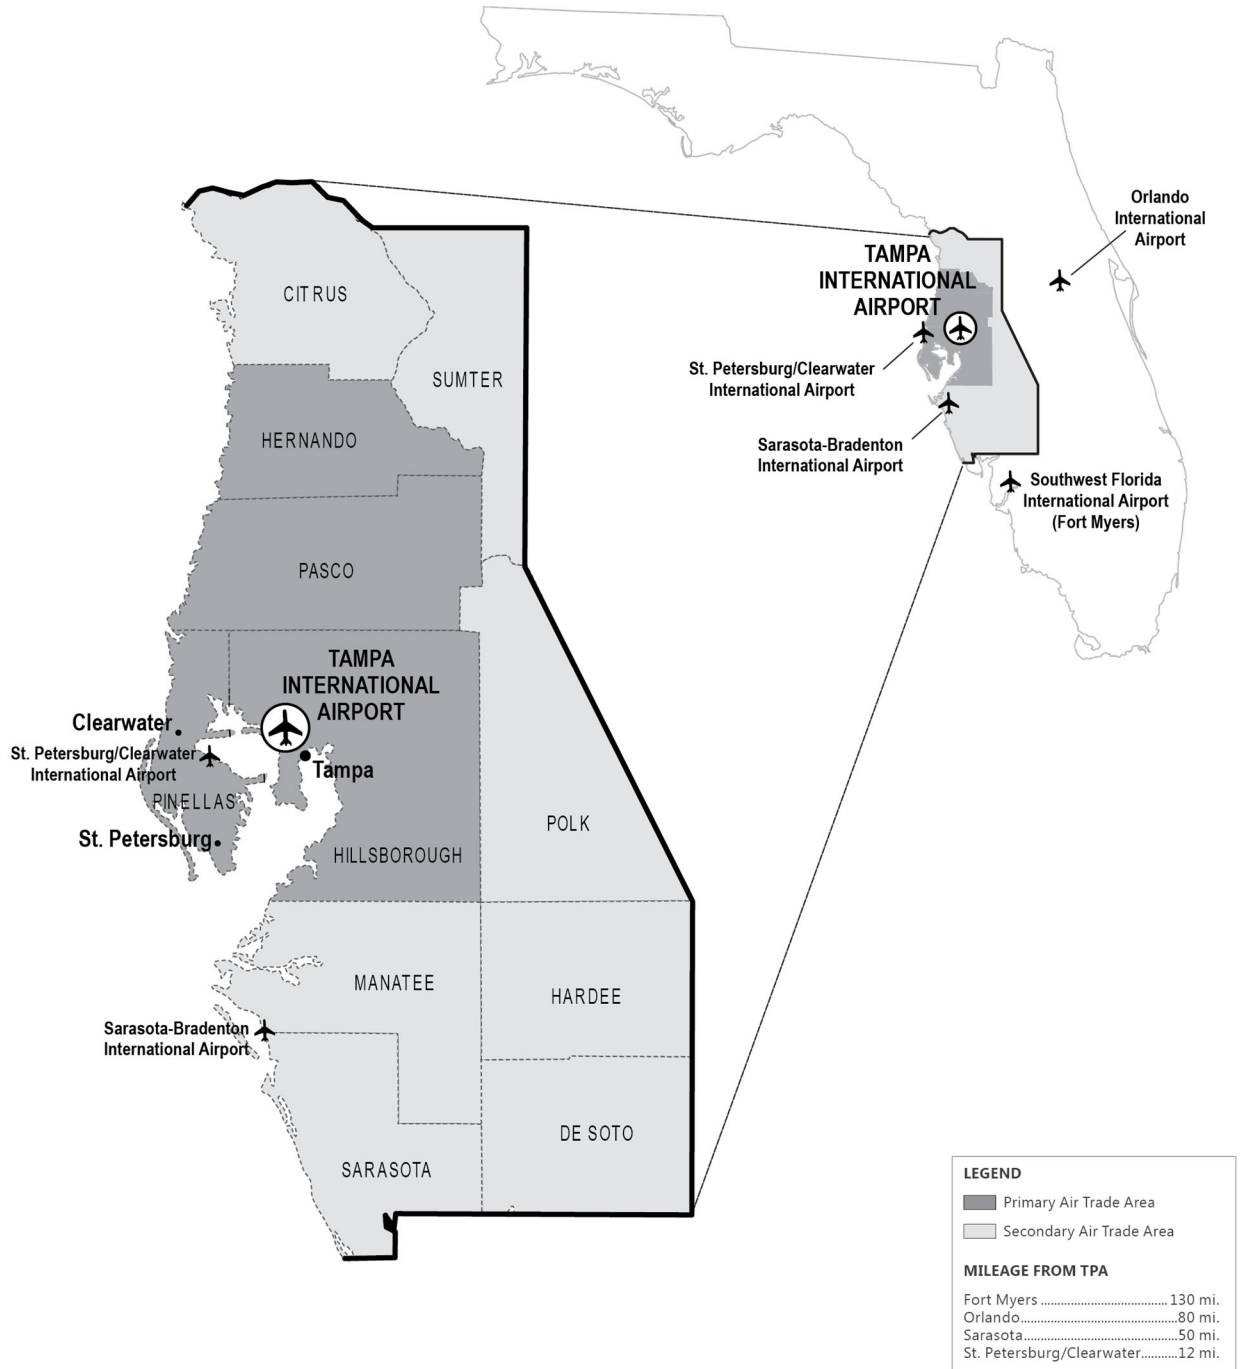 Orlando
International
Airport
TAMPA
INTERNATIONAL
AIRPORT
St. Petersburg/Clearwater
International Airport
Sarasota-Bradenton
International Airport
Southwest Florida
International Airport
(Fort Myers)
CITRUS
SUMTER
HERNANDO
PASCO
TAMPA
INTERNATIONAL
AIRPORT
Clearwater
St. Petersburg/Clearwater
International Airport
Tampa
PINELLAS
St. Petersburg
HILLSBOROUGH
POLK
MANATEE
HARDEE
Sarasota-Bradenton
International Airport
DE SOTO
SARASOTA
LEGEND
Primary Air Trade Area
Secondary Air Trade Area
MILEAGE FROM TPA
Fort Myers ................................ 130 mi.
Orlando.......................................80 mi.
Sarasota......................................50 mi.
St. Petersburg/Clearwater.........12 mi.